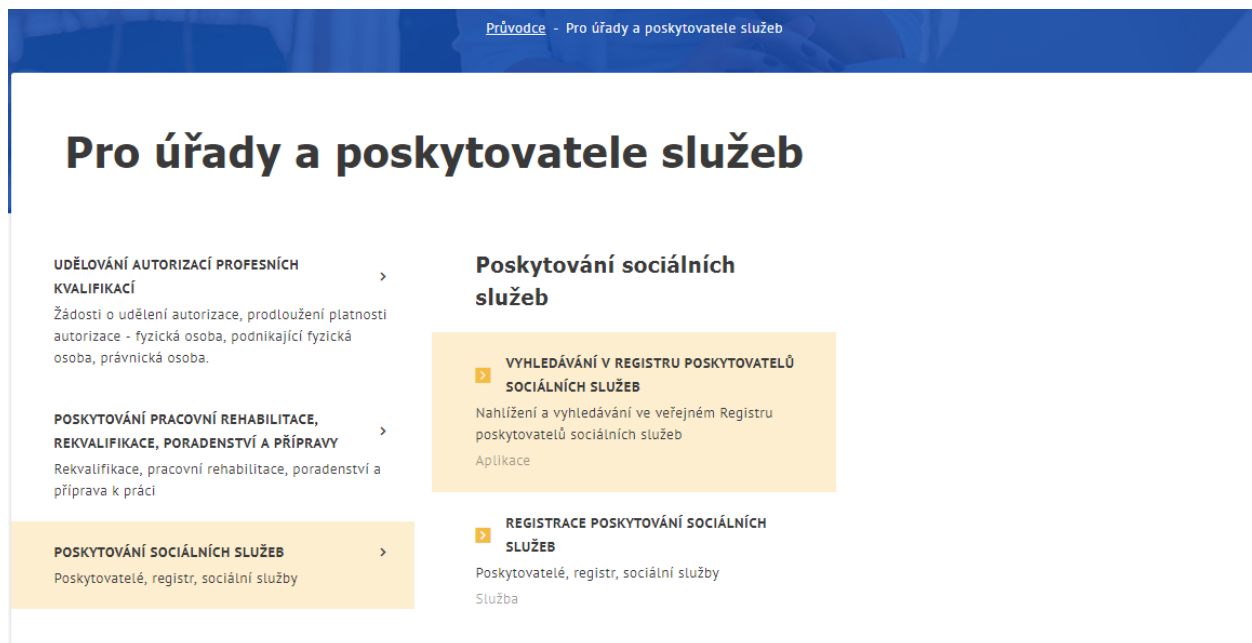 Průvodce - Pro úřady a poskytovatele služeb
Pro úřady a poskytovatele služeb
UDĚLOVÁNÍ AUTORIZACÍ PROFESNÍCH
KVALIFIKACÍ
Žádosti o udělení autorizace, prodloužení platnosti
autorizace - fyzická osoba, podnikající fyzická
osoba, právnická osoba.
POSKYTOVÁNÍ PRACOVNÍ REHABILITACE,
REKVALIFIKACE, PORADENSTVÍ A PŘÍPRAVY
Rekvalifikace, pracovní rehabilitace, poradenství a
příprava k práci
POSKYTOVÁNÍ SOCIÁLNÍCH SLUŽEB
Poskytovatelé, registr, sociální služby
Poskytování sociálních
služeb
VYHLEDÁVÁNÍ V REGISTRU POSKYTOVATELŮ
SOCIÁLNÍCH SLUŽEB
Nahlížení a vyhledávání ve veřejném Registru
poskytovatelů sociálních služeb
Aplikace
REGISTRACE POSKYTOVÁNÍ SOCIÁLNÍCH
SLUŽEB
Poskytovatelé, registr, sociální služby
Služba